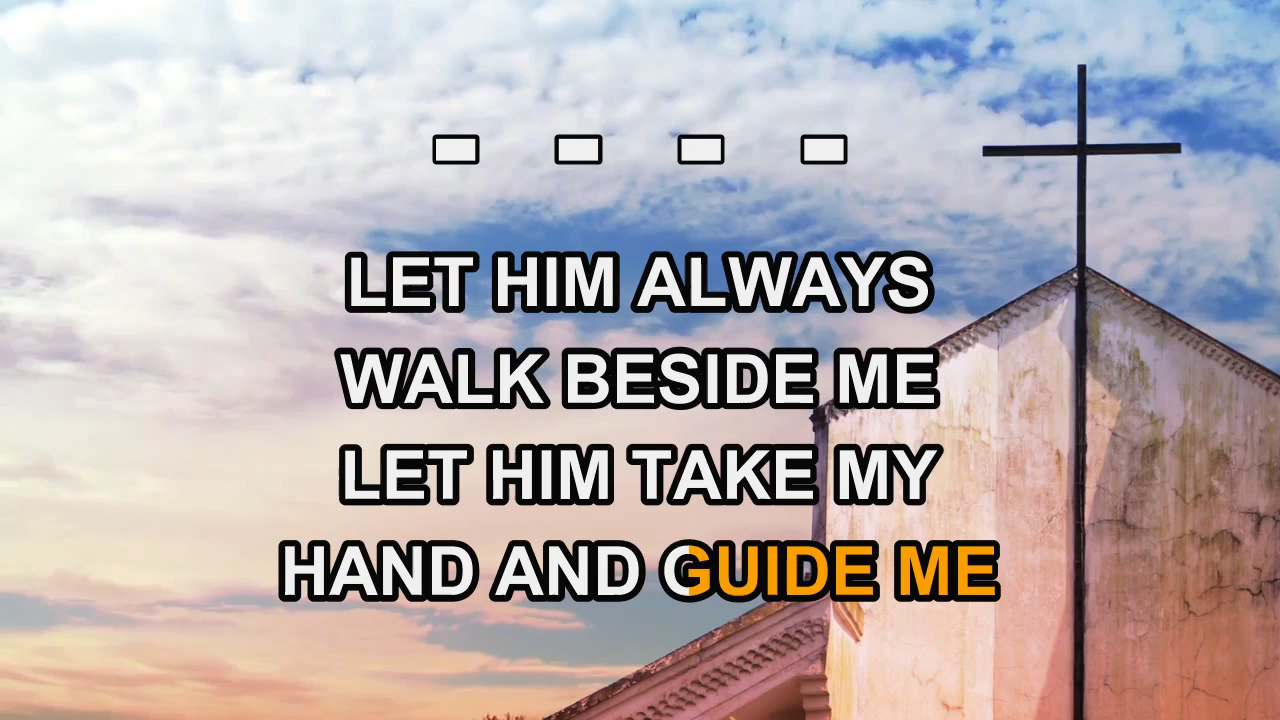 LET HIM ALWAYS
WALK BESIDE ME
LET HIM TAKE MY
HAND AND GUIDE ME